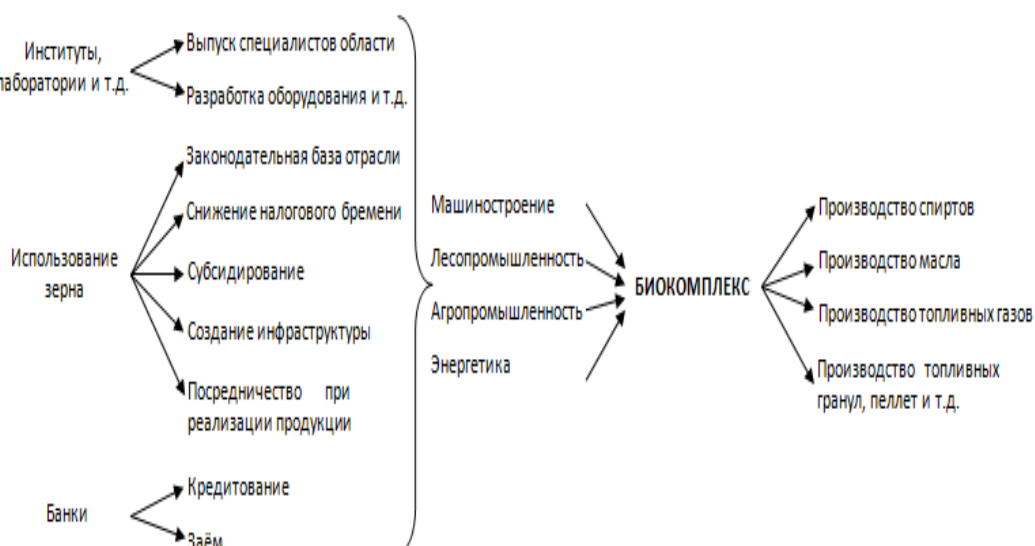 Институты,
лаборатории и т.д.
Выпуск специалистов области
Разработка оборудования и т.д.
Использование
зерна
Законодательная база отрасли
Снижение налогового бремени
Субсидирование
Создание инфраструктуры
Посредничество при
реализации продукции
Банки
Кредитование
Заём
Машиностроение
Лесопромышленность
Агропромышленность
Энергетика
БИОКОМПЛЕКС
Производство спиртов
Производство масла
Производство топливных газов
Производство топливных
гранул, пеллет и т.д.